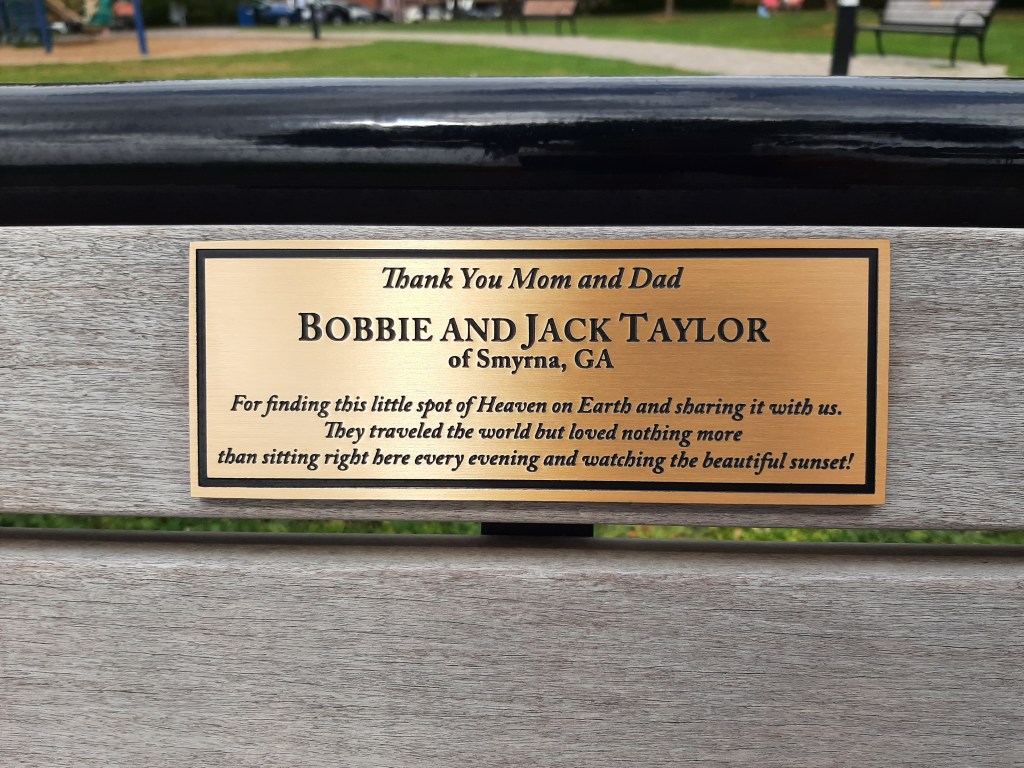 Thank You Mom and Dad
BOBBIE AND JACK TAYLOR
of Smyrna, GA
For finding this little spot of Heaven on Earth and sharing it with us.
They traveled the world but loved nothing more
than sitting right here every evening and watching the beautiful sunset!